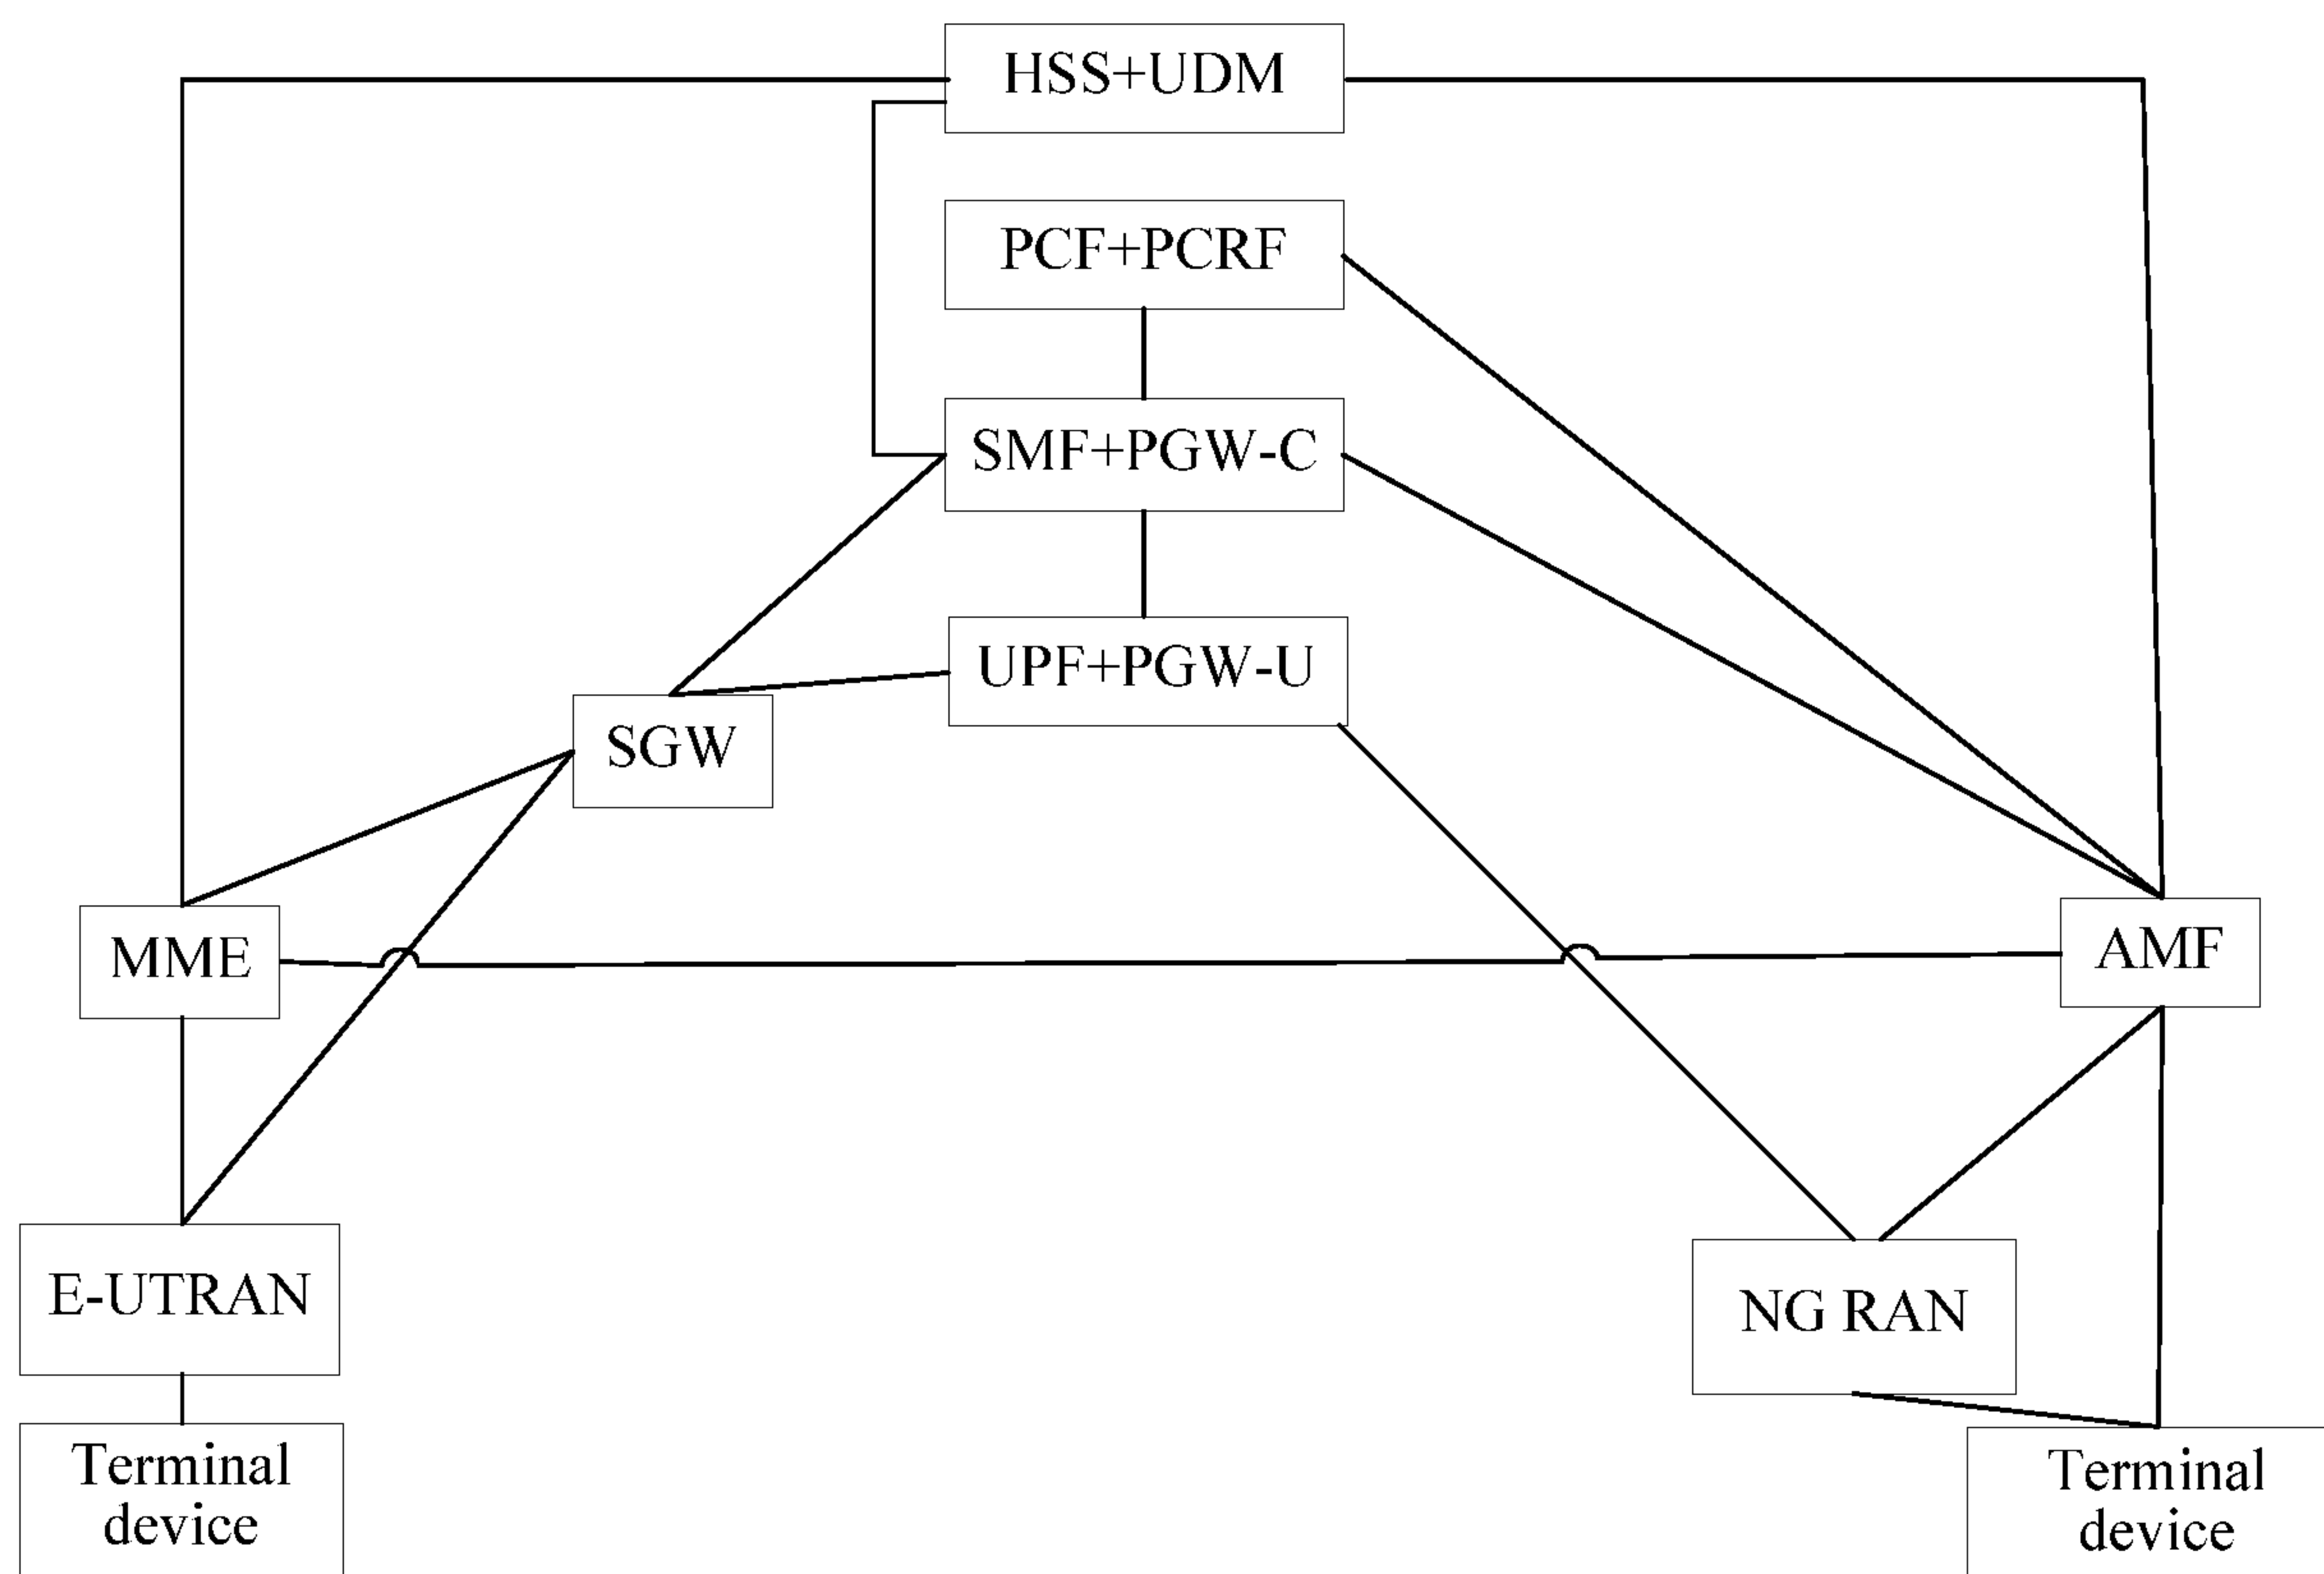 HSS+UDM
PCF+PCRF
SMF+PGW-C
UPF+PGW-U
SGW
MME
AMF
E-UTRAN
NG RAN
Terminal
device
Terminal
device